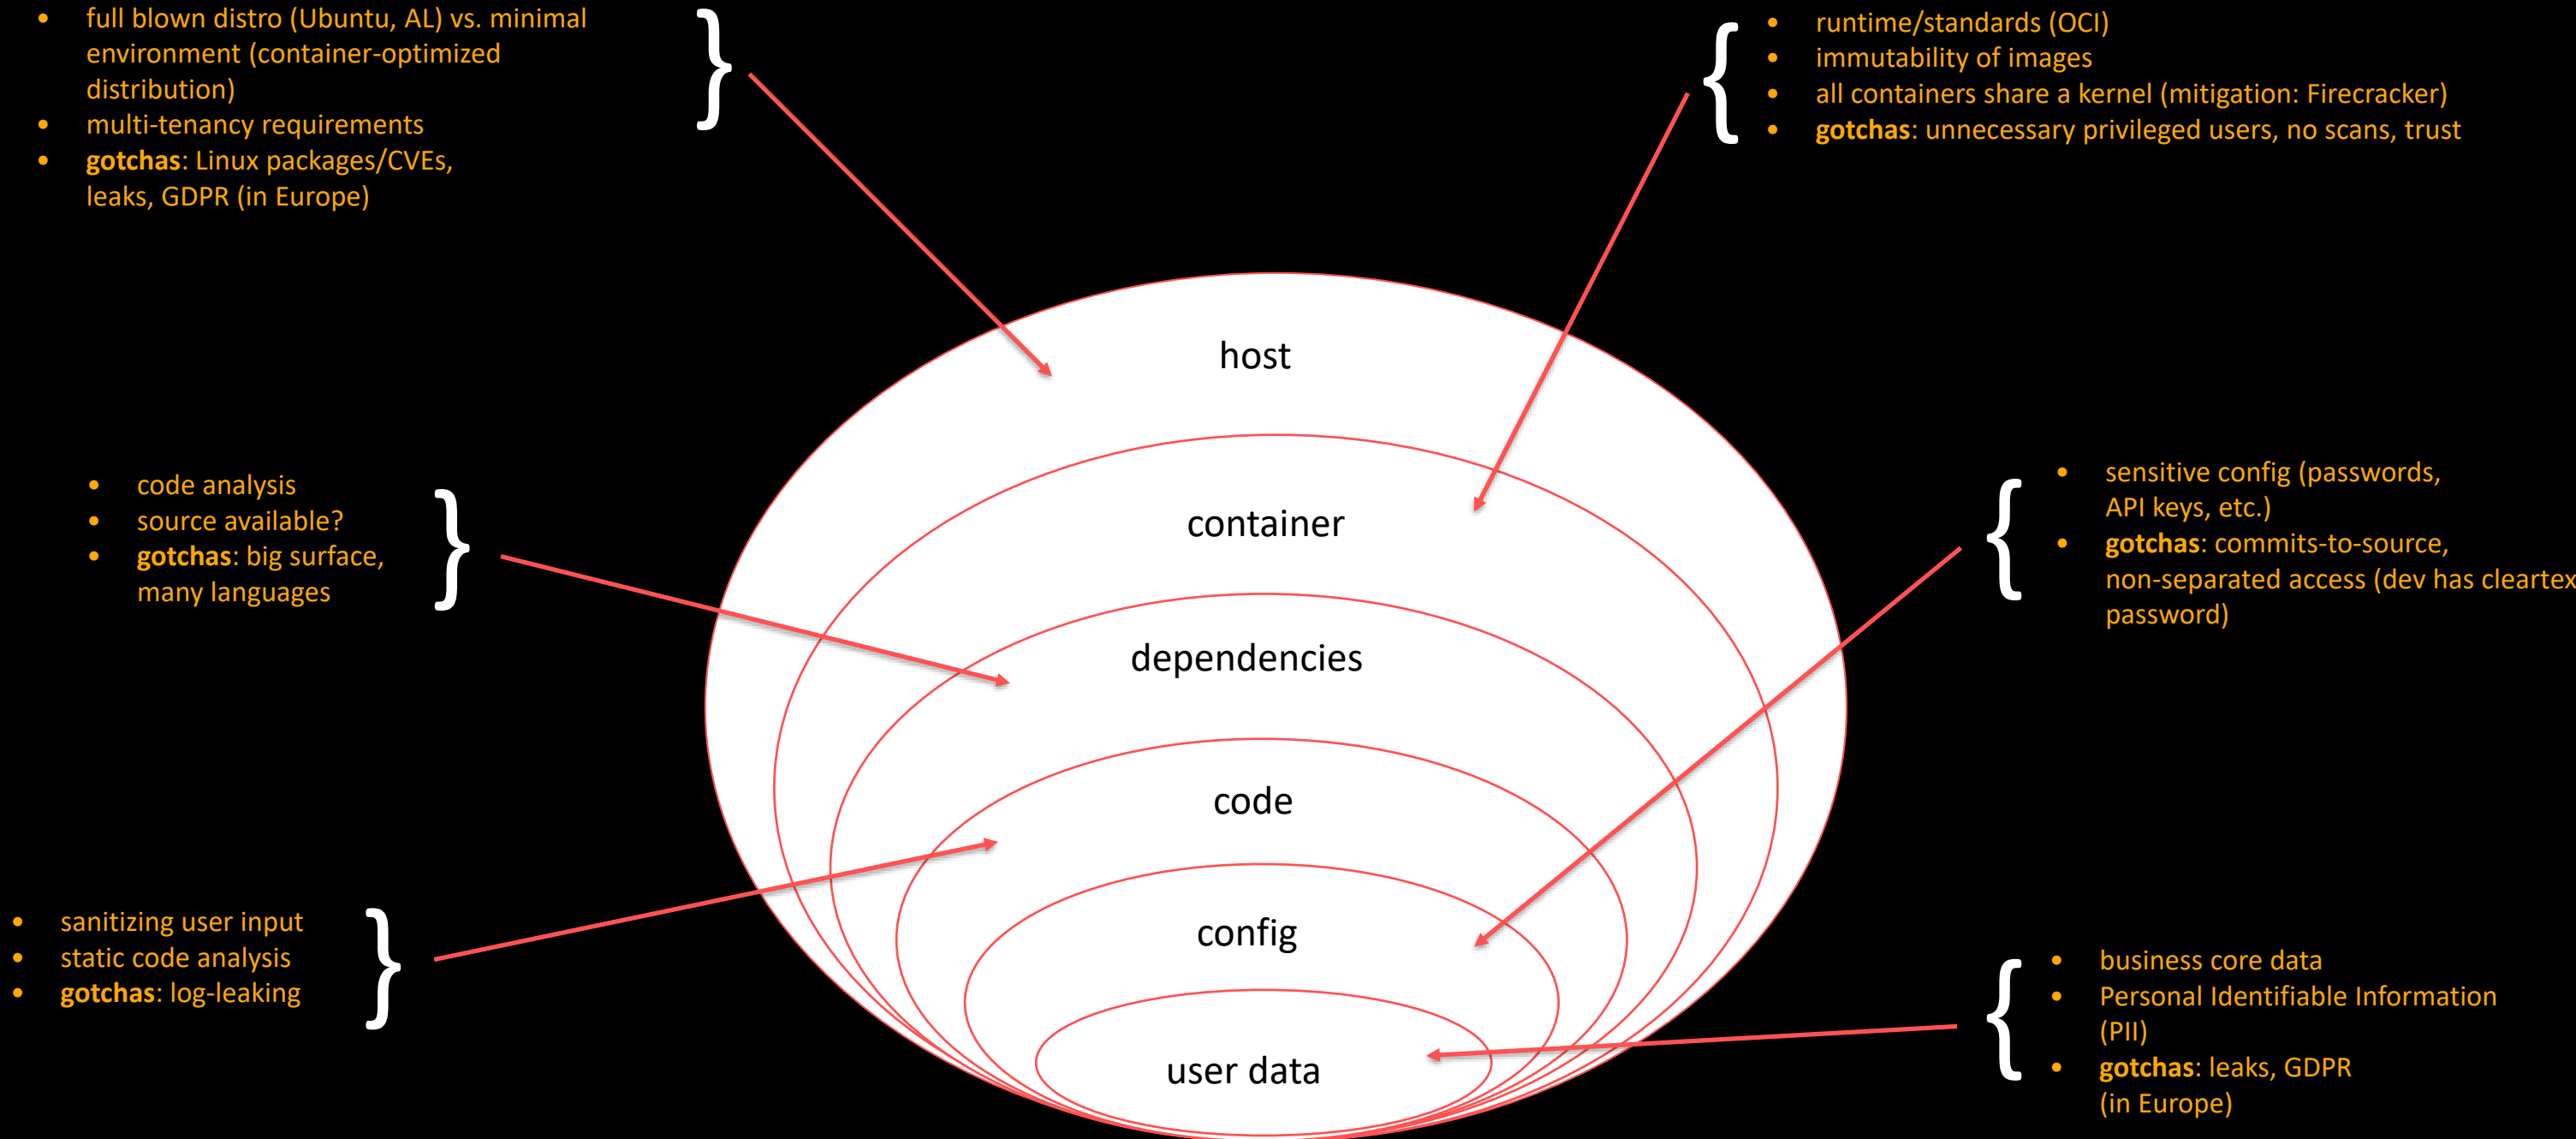 • full blown distro (Ubuntu, AL) vs. minimal
environment (container-optimized
distribution)
• multi-tenancy requirements
• gotchas: Linux packages/CVEs,
leaks, GDPR (in Europe)
• runtime/standards (OCI)
• immutability of images
• all containers share a kernel (mitigation: Firecracker)
• gotchas: unnecessary privileged users, no scans, trust
host
• code analysis
• source available?
• gotchas: big surface,
many languages
container
• sensitive config (passwords,
API keys, etc.)
• gotchas: commits-to-source,
non-separated access (dev has cleartex
password)
dependencies
code
• sanitizing user input
• static code analysis
• gotchas: log-leaking
config
• business core data
• Personal Identifiable Information
(PII)
• gotchas: leaks, GDPR
(in Europe)
user data